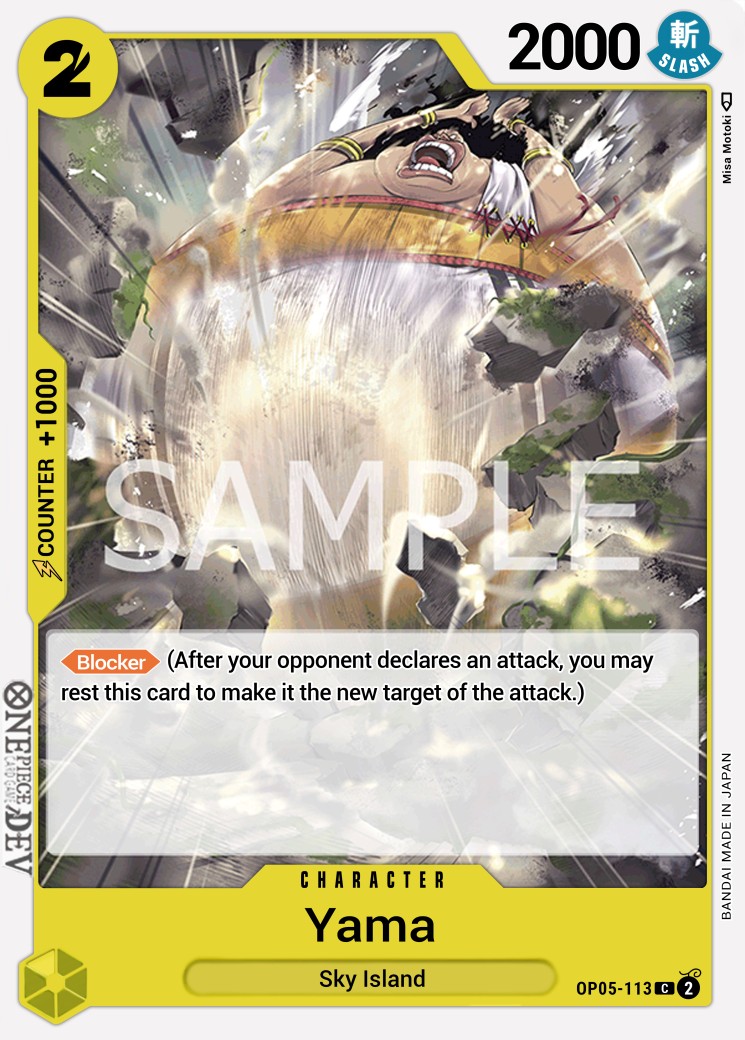 2
2000
斬
SLASH
Misa Motoki
COUNTER +1000
SAMPLE
Blocker (After your opponent declares an attack, you may
rest this card to make it the new target of the attack.)
ONE PIECE
CARD GAME
DEV
BANDAI MADE IN JAPAN
CHARACTER
Yama
Sky Island
OP05-113 C 2